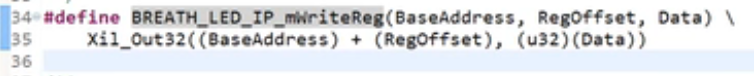 34 #define BREATH_LED_IP_mWriteReg(BaseAddress, RegOffset, Data) \
35     Xil_Out32((BaseAddress) + (RegOffset), (u32)(Data))
36